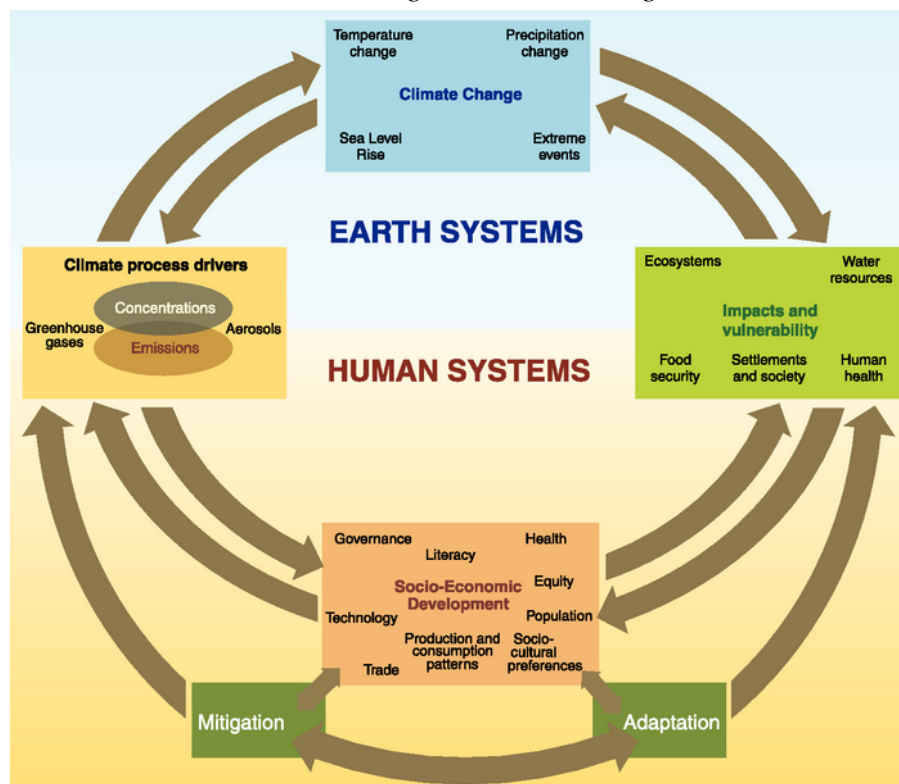 Temperature
change
Precipitation
change
Climate Change
Sea Level
Rise
Extreme
events
EARTH SYSTEMS
Climate process drivers
Concentrations
Greenhouse
gases
Aerosols
Emissions
Ecosystems
Water
resources
Impacts and
vulnerability
Food
security
Settlements
and society
Human
health
HUMAN SYSTEMS
Governance
Literacy
Health
Equity
Socio-Economic
Development
Technology
Population
Production and
consumption
patterns
Socio-
cultural
preferences
Trade
Mitigation
Adaptation